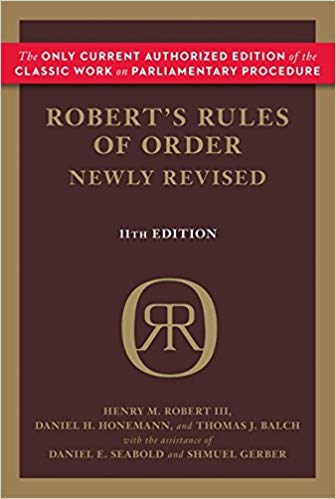 The ONLY CURRENT AUTHORIZED EDITION of the
CLASSIC WORK on PARLIAMENTARY PROCEDURE
ROBERT'S RULES
OF ORDER
NEWLY REVISED
11TH EDITION
RR
HENRY M. ROBERT III,
DANIEL H. HONEMANN, and THOMAS J. BALCH
with the assistance of
DANIEL E. SEABOLD and SHMUEL GERBER